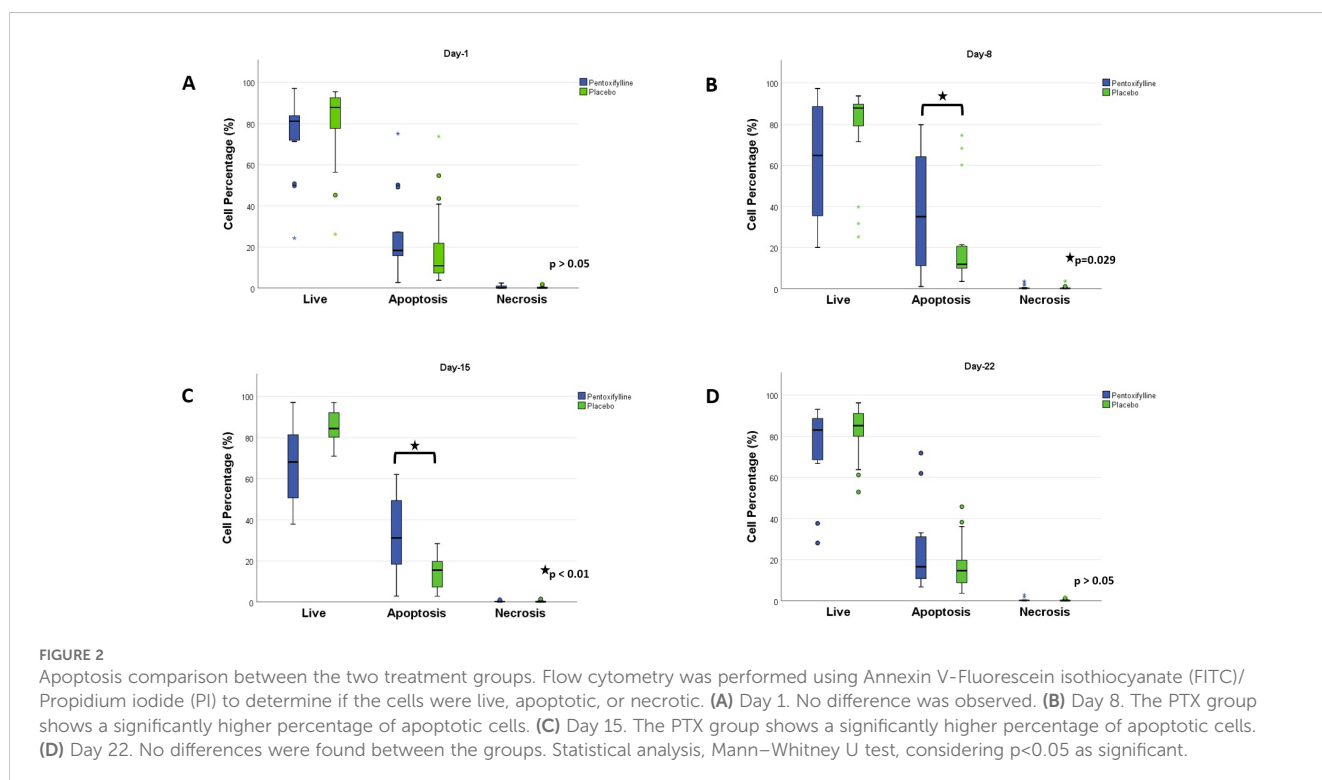 Day-1
A
Pentoxifylline
Placebo
Cell Percentage (%)
100
80
60
40
20
0
p > 0.05
Live Apoptosis Necrosis
Day-8
B
Pentoxifylline
Placebo
Cell Percentage (%)
100
80
60
40
20
0
★
★p=0.029
Live Apoptosis Necrosis
Day-15
C
Pentoxifylline
Placebo
Cell Percentage (%)
100
80
60
40
20
0
★
★p < 0.01
Live Apoptosis Necrosis
Day-22
D
Pentoxifylline
Placebo
Cell Percentage (%)
100
80
60
40
20
0
p > 0.05
Live Apoptosis Necrosis
FIGURE 2
Apoptosis comparison between the two treatment groups. Flow cytometry was performed using Annexin V-Fluorescein isothiocyanate (FITC)/
Propidium iodide (PI) to determine if the cells were live, apoptotic, or necrotic. (A) Day 1. No difference was observed. (B) Day 8. The PTX group
shows a significantly higher percentage of apoptotic cells. (C) Day 15. The PTX group shows a significantly higher percentage of apoptotic cells.
(D) Day 22. No differences were found between the groups. Statistical analysis, Mann–Whitney U test, considering p<0.05 as significant.